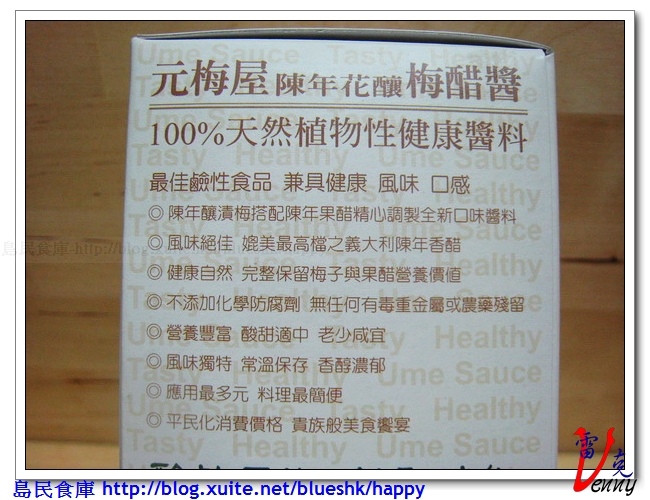 Ume Sauce Tasty Healthy
元梅屋 陳年花釀 梅醋醬
100%天然植物性健康醬料
最佳鹼性食品 兼具健康 風味 口感
◎陳年釀漬梅搭配陳年果醋精心調製全新口味醬料
◎風味絕佳 媲美最高檔之義大利陳年香醋
◎健康自然 完整保留梅子與果醋營養價值
◎不添加化學防腐劑 無任何有毒重金屬或農藥殘留
◎營養豐富 酸甜適中 老少咸宜
◎風味獨特 常溫保存 香醇濃郁
◎應用最多元 料理最簡便
◎平民化消費價格 貴族般美食饗宴
雷克
Venny
島民食庫 http://blog.xuite.net/blueshk/happy